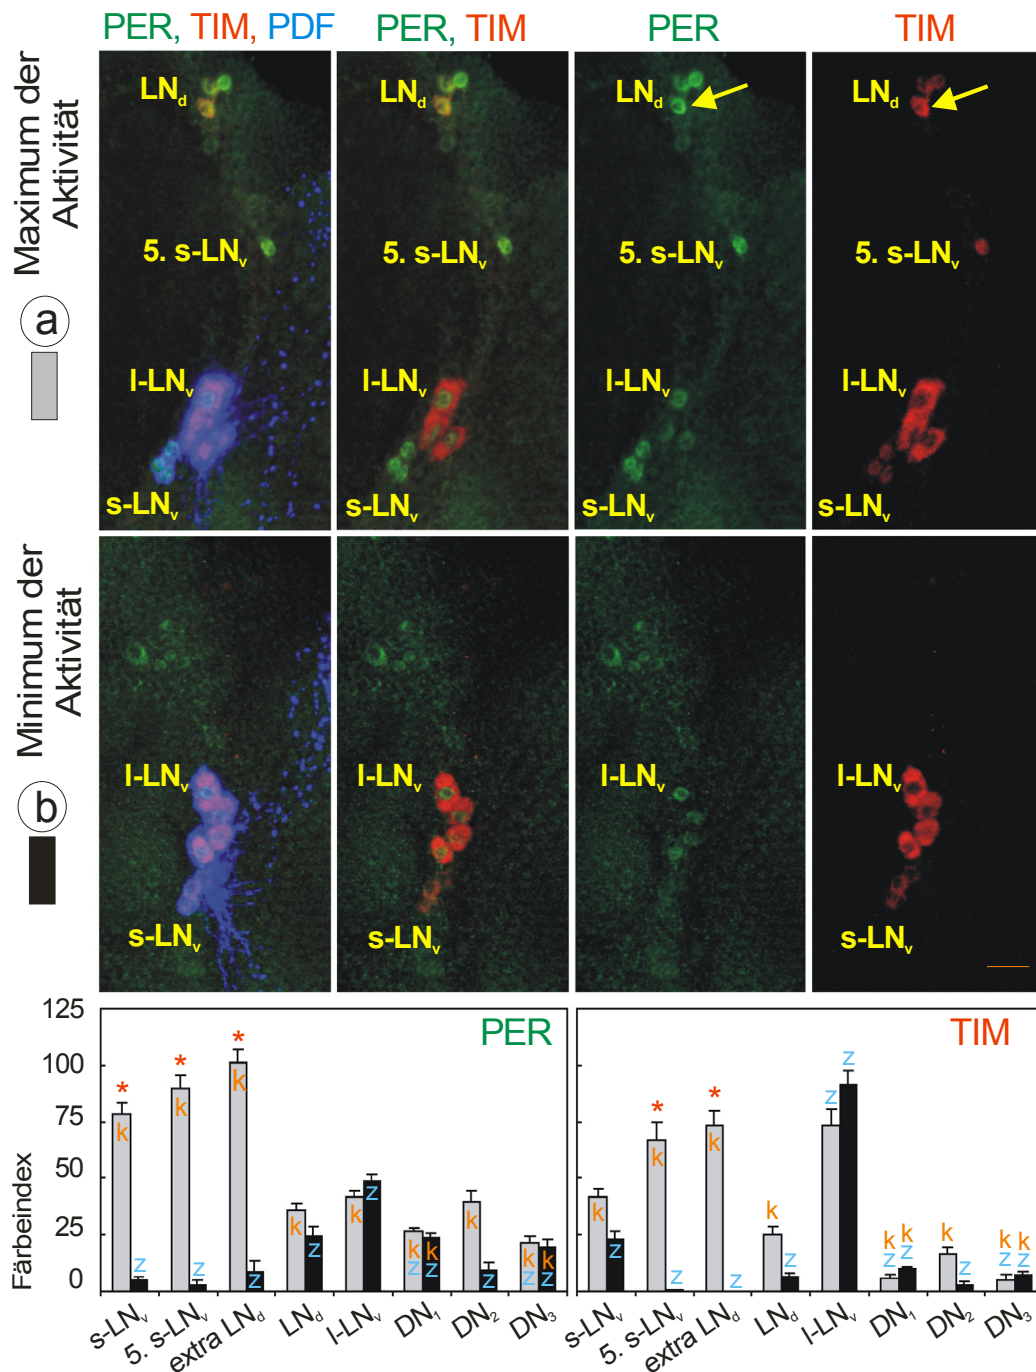 PER, TIM, PDF
PER, TIM
PER
TIM
Maximum der
Aktivität
a
LNd
LNd
LNd
LNd
5. s-LNv
5. s-LNv
5. s-LNv
5. s-LNv
l-LNv
l-LNv
l-LNv
l-LNv
s-LNv
s-LNv
s-LNv
s-LNv
Minimum der
Aktivität
b
l-LNv
l-LNv
l-LNv
l-LNv
s-LNv
s-LNv
s-LNv
s-LNv
Färbeindex
125
100
75
50
25
0
PER
* * *
k z k z k z k z k z k z k z k z k z k z k z
s-LNv
5. s-LNv
extra LNd
LNd
l-LNv
DN1
DN2
DN3
TIM
* *
k z k z k z k z z z k z k z k z k z k z
s-LNv
5. s-LNv
extra LNd
LNd
l-LNv
DN1
DN2
DN3